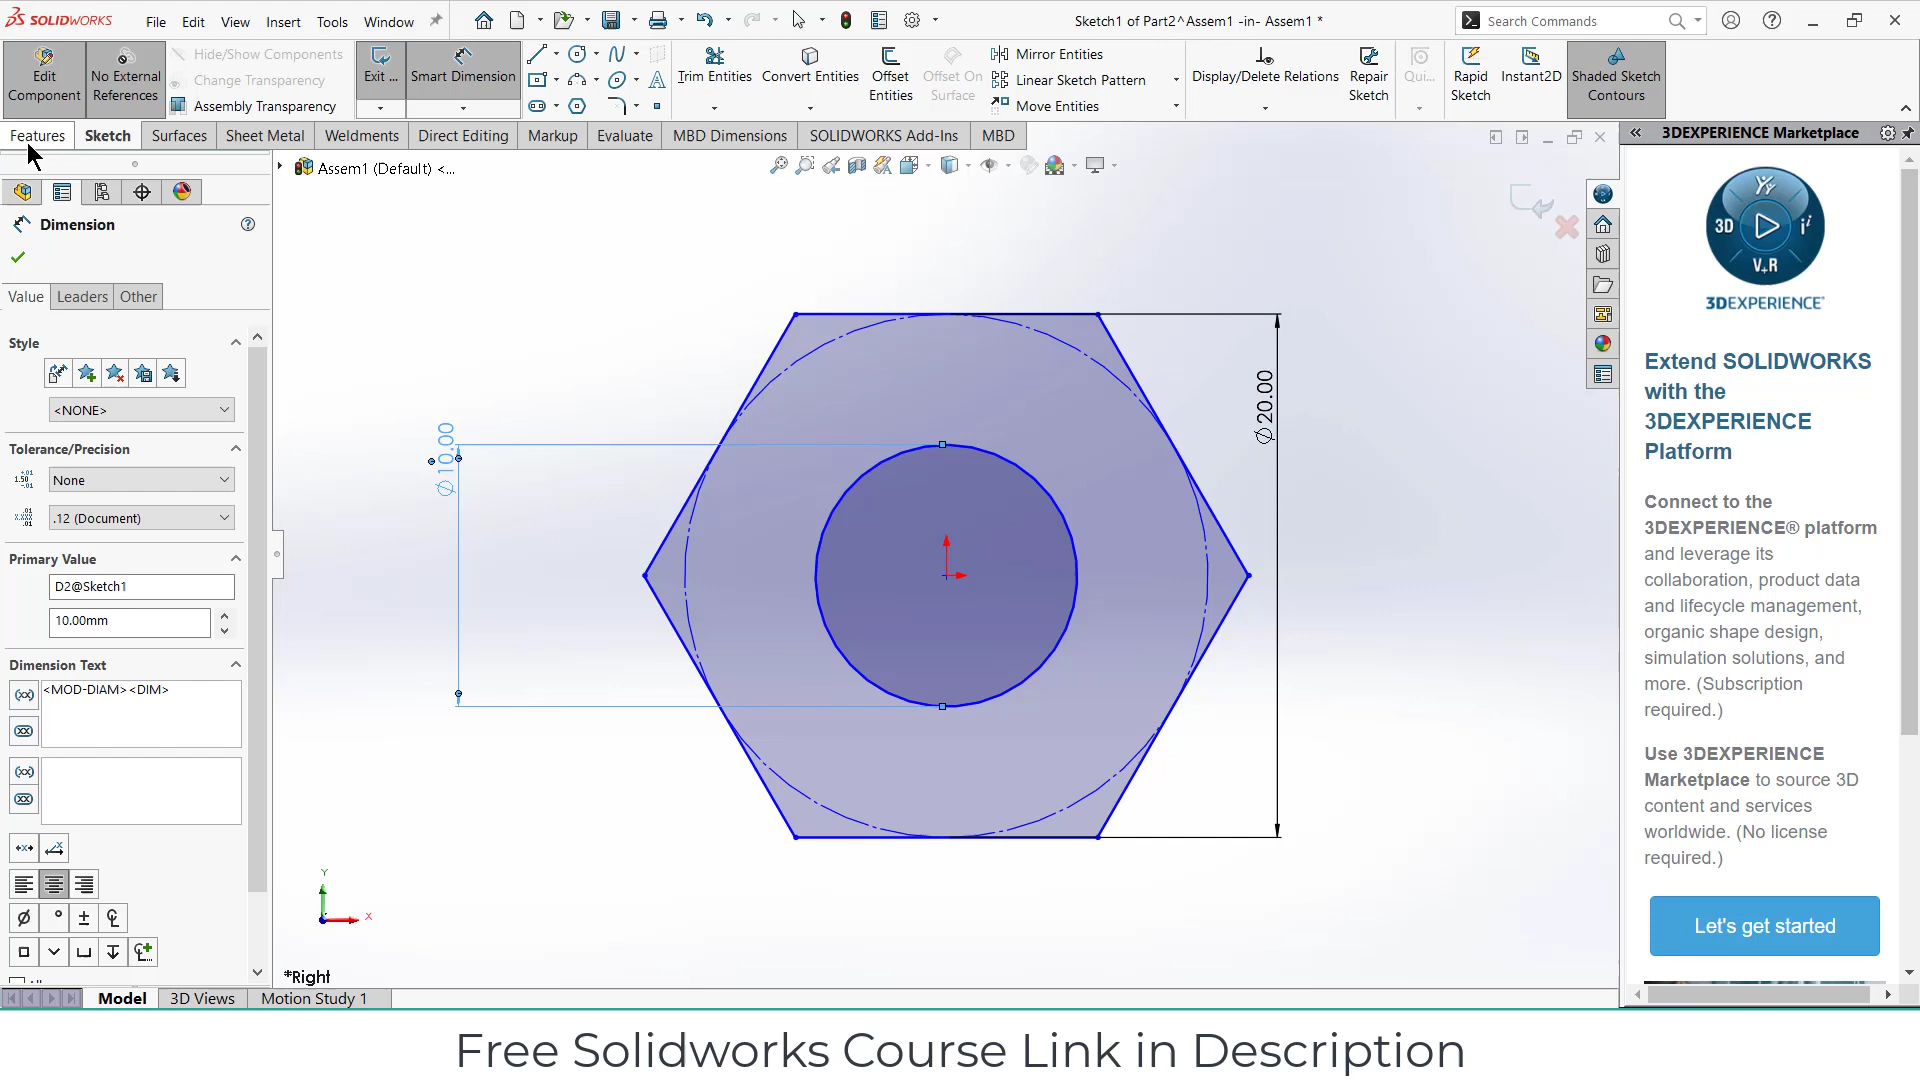 SOLIDWORKS File Edit View Insert Tools Window Sketch1 of Part2^Assem1 -in- Assem1 * Search Commands
Edit Component
No External References
Hide/Show Components
Change Transparency
Assembly Transparency
Exit ...
Smart Dimension
Trim Entities
Convert Entities
Offset Entities
Offset On Surface
Mirror Entities
Linear Sketch Pattern
Move Entities
Display/Delete Relations
Repair Sketch
Qui...
Rapid Sketch
Instant2D
Shaded Sketch Contours
Features Sketch Surfaces Sheet Metal Weldments Direct Editing Markup Evaluate MBD Dimensions SOLIDWORKS Add-Ins MBD
3DEXPERIENCE Marketplace
Assem1 (Default) <...
Dimension
Value Leaders Other
Style
<NONE>
Tolerance/Precision
None
.12 (Document)
Primary Value
D2@Sketch1
10.00mm
Dimension Text
<MOD-DIAM><DIM>
∅10.00
∅20.00
Y
X
*Right
Model 3D Views Motion Study 1
3D
V+R
3DEXPERIENCE
Extend SOLIDWORKS
with the
3DEXPERIENCE
Platform
Connect to the
3DEXPERIENCE® platform
and leverage its
collaboration, product data
and lifecycle management,
organic shape design,
simulation solutions, and
more. (Subscription
required.)
Use 3DEXPERIENCE
Marketplace to source 3D
content and services
worldwide. (No license
required.)
Let's get started
Free Solidworks Course Link in Description